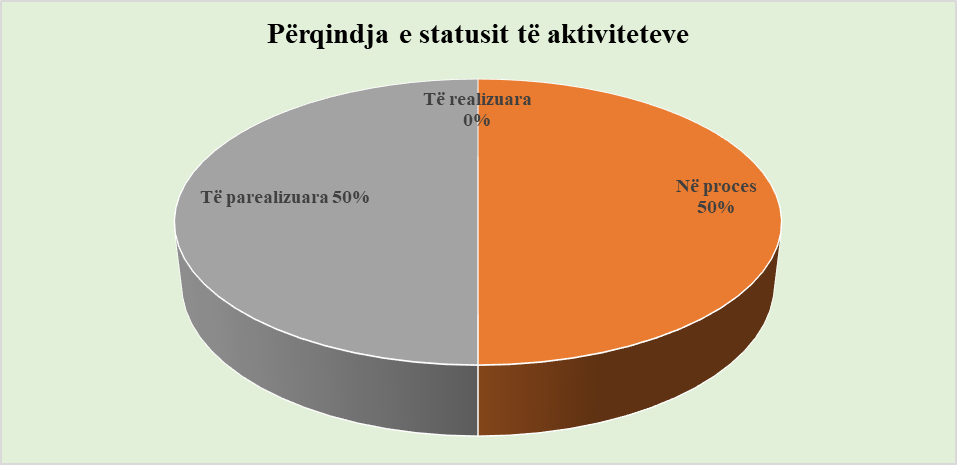 Përqindja e statusit të aktiviteteve
Të realizuara
0%
Në proces
50%
Të parealizuara 50%